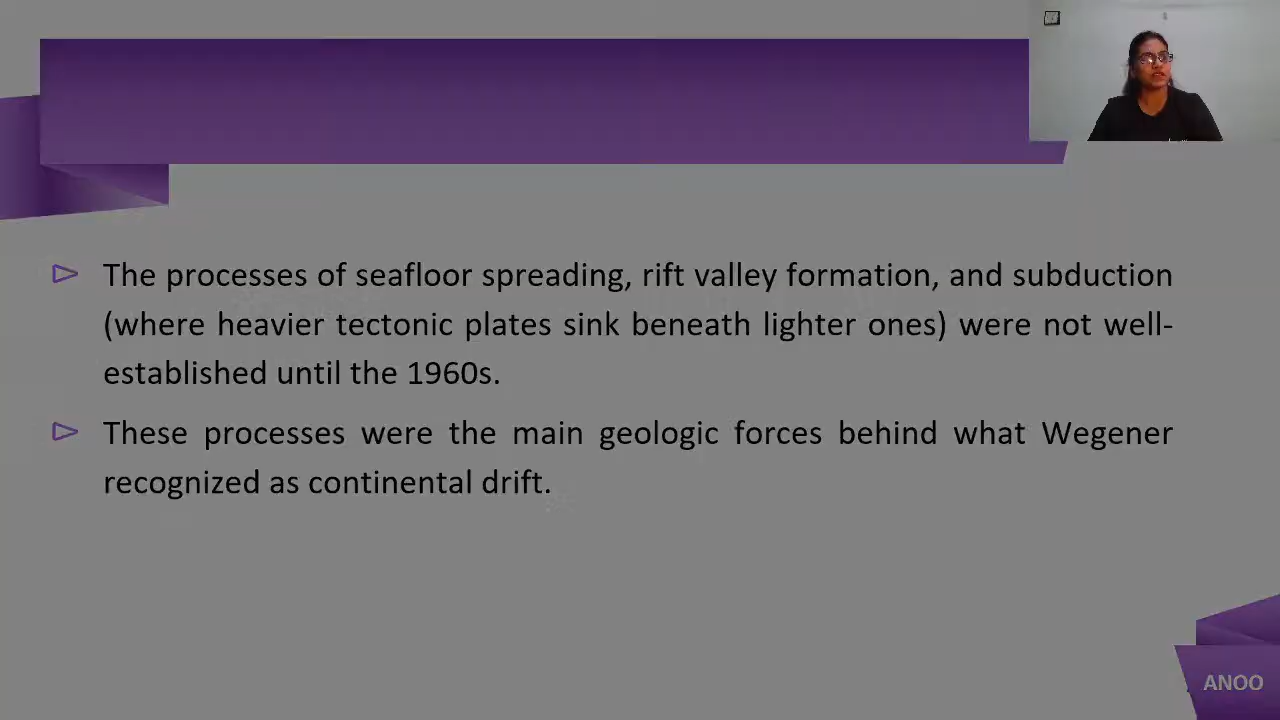 The processes of seafloor spreading, rift valley formation, and subduction
(where heavier tectonic plates sink beneath lighter ones) were not well-
established until the 1960s.
These processes were the main geologic forces behind what Wegener
recognized as continental drift.
ANOO